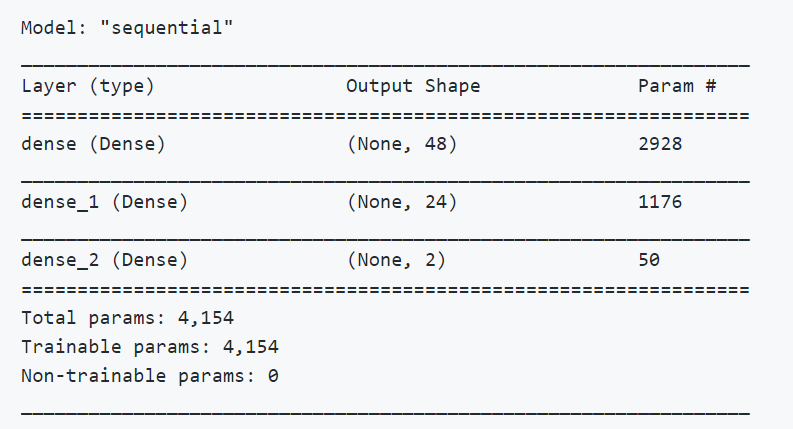 Model: "sequential"
_________________________________________________________________
Layer (type)                 Output Shape              Param #
=================================================================
dense (Dense)                (None, 48)                2928
_________________________________________________________________
dense_1 (Dense)              (None, 24)                1176
_________________________________________________________________
dense_2 (Dense)              (None, 2)                 50
=================================================================
Total params: 4,154
Trainable params: 4,154
Non-trainable params: 0
_________________________________________________________________